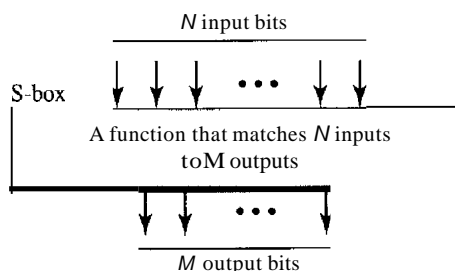 N input bits
S-box
A function that matches N inputs
toM outputs
M output bits